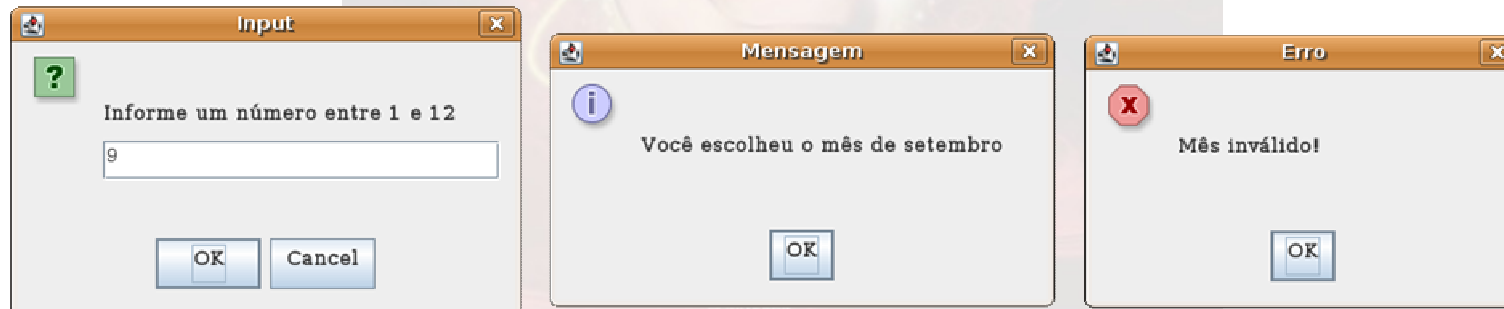 Input
Informe um número entre 1 e 12
9
OK
Cancel
Mensagem
Você escolheu o mês de setembro
OK
Erro
Mês inválido!
OK